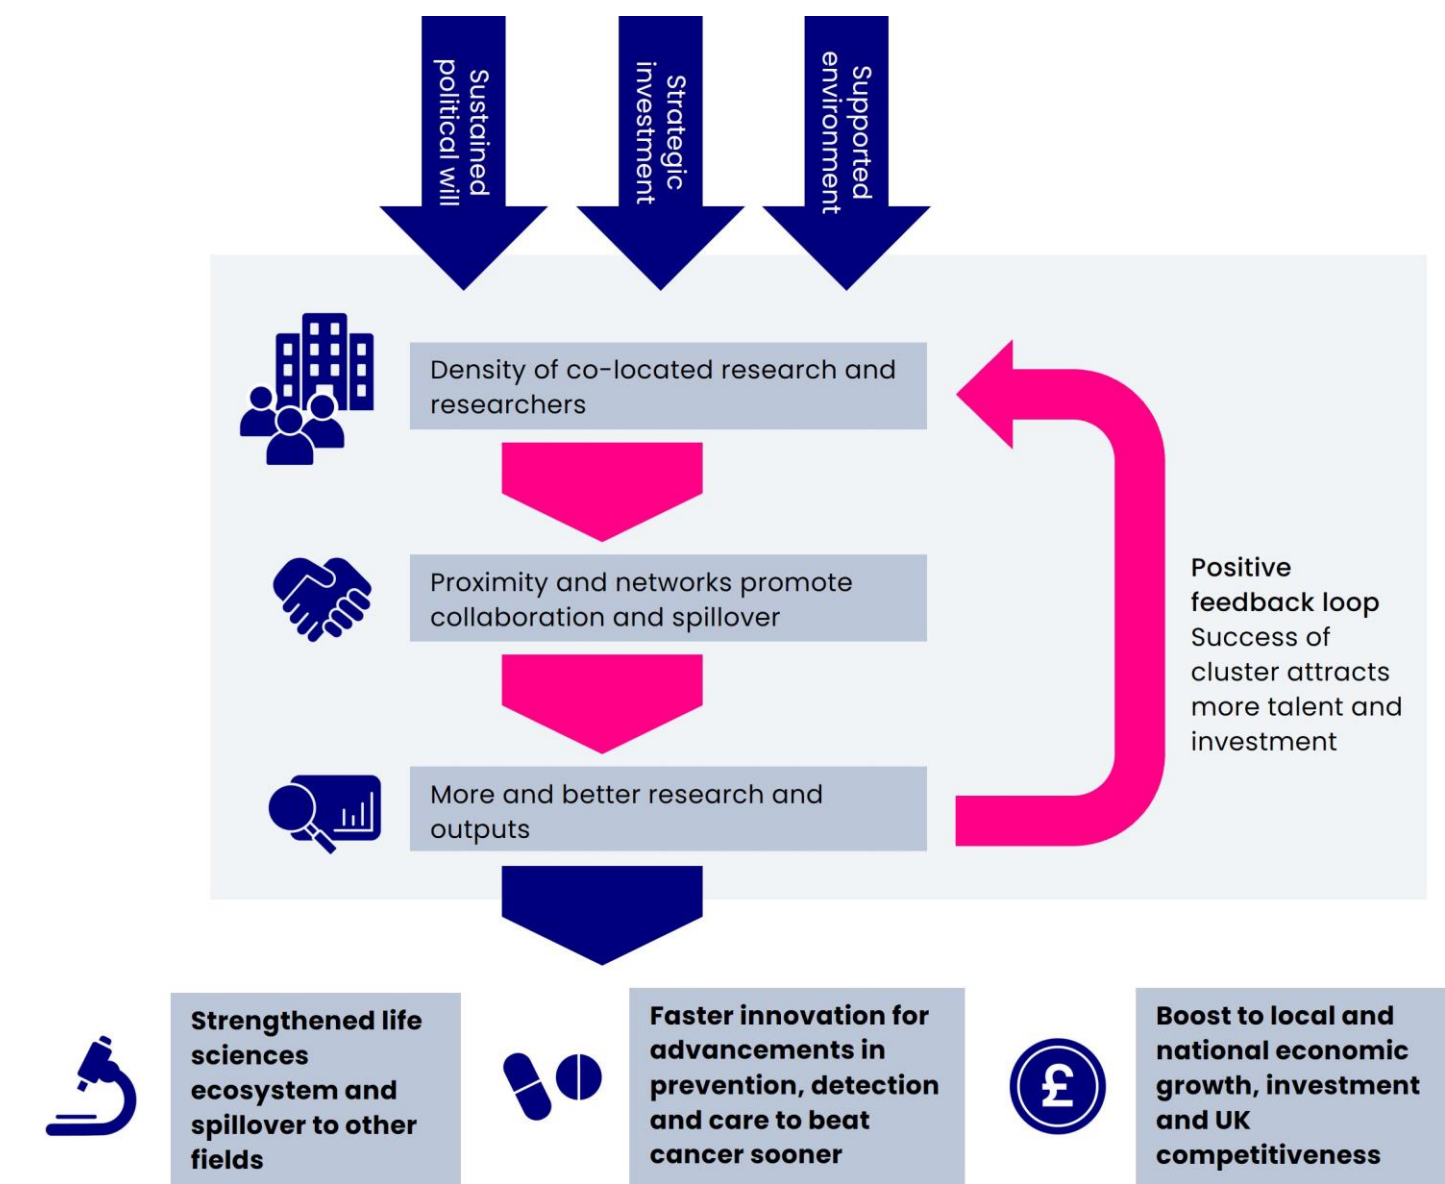 Sustained
political will
Strategic
investment
Supported
environment
Density of co-located research and
researchers
Proximity and networks promote
collaboration and spillover
More and better research and
outputs
Positive
feedback loop
Success of
cluster attracts
more talent and
investment
Strengthened life
sciences
ecosystem and
spillover to other
fields
Faster innovation for
advancements in
prevention, detection
and care to beat
cancer sooner
£
Boost to local and
national economic
growth, investment
and UK
competitiveness